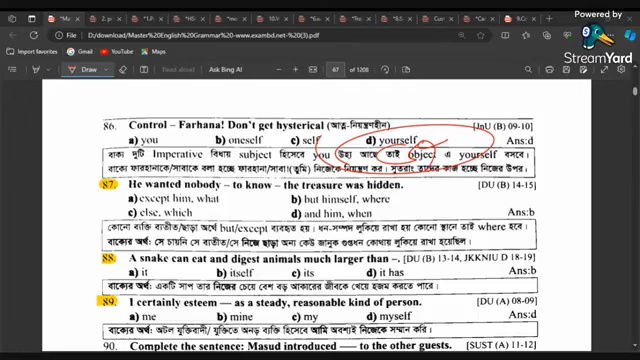 Powered by
StreamYard
download/Master%20English%20Grammar-www.exambd.net-%20(3).pdf
Import favorites Gmail YouTube Maps
Draw Ask Bing AI 67 of 1208
86. Control – Farhana! Don't get hysterical (আত্ম-নিয়ন্ত্রণহীন) [JnU (B) 09-10]
a) you b) oneself c) self d) yourself Ans:d
বাক্য দুটি Imperative বিধায় subject হিসেবে you উহ্য আছে তাই object এ yourself বসবে।
বাক্যে ফারহানাকে/সাবাকে বলা হচ্ছে ফারহানা/সাবা! (তুমি) নিজেকে নিয়ন্ত্রণ কর। সুতরাং তাদের কাজ হচ্ছে নিজের উপর।
87. He wanted nobody – to know – the treasure was hidden. [DU (B) 14-15]
a) except him, what b) but himself, where
c) else, which d) and him, when Ans:b
কোনো ব্যক্তি ব্যতীত/ছাড়া অর্থে but/except ব্যবহৃত হয়। ধন-সম্পদ লুকিয়ে রাখা হয় কোনো স্থানে তাই where হবে।
বাক্যের অর্থ: সে চায়নি সে ব্যতীত/সে নিজে ছাড়া অন্য কেউ জানুক গুপ্তধন কোথায় লুকিয়ে রাখা হয়েছিল।
88 A snake can eat and digest animals much larger than –. [DU (B) 13-14, JKKNIU D 18-19]
a) it b) itself c) its d) it has Ans:b
বাক্যের অর্থ: একটি সাপ তার নিজের চেয়ে বেশ বড় আকারের জীবকে খেয়ে হজম করতে পারে।
89. I certainly esteem – as a steady, reasonable kind of person. [DU (A) 08-09]
a) me b) mine c) my d) myself Ans:d
বাক্যের অর্থ: অটল যুক্তিবাদী/ যুক্তিতে অনড় ব্যক্তি হিসেবে আমি অবশ্যই নিজেকে সম্মান করি।
90. Complete the sentence: Masud introduced – to the other guests. [SUST (A) 11-12]